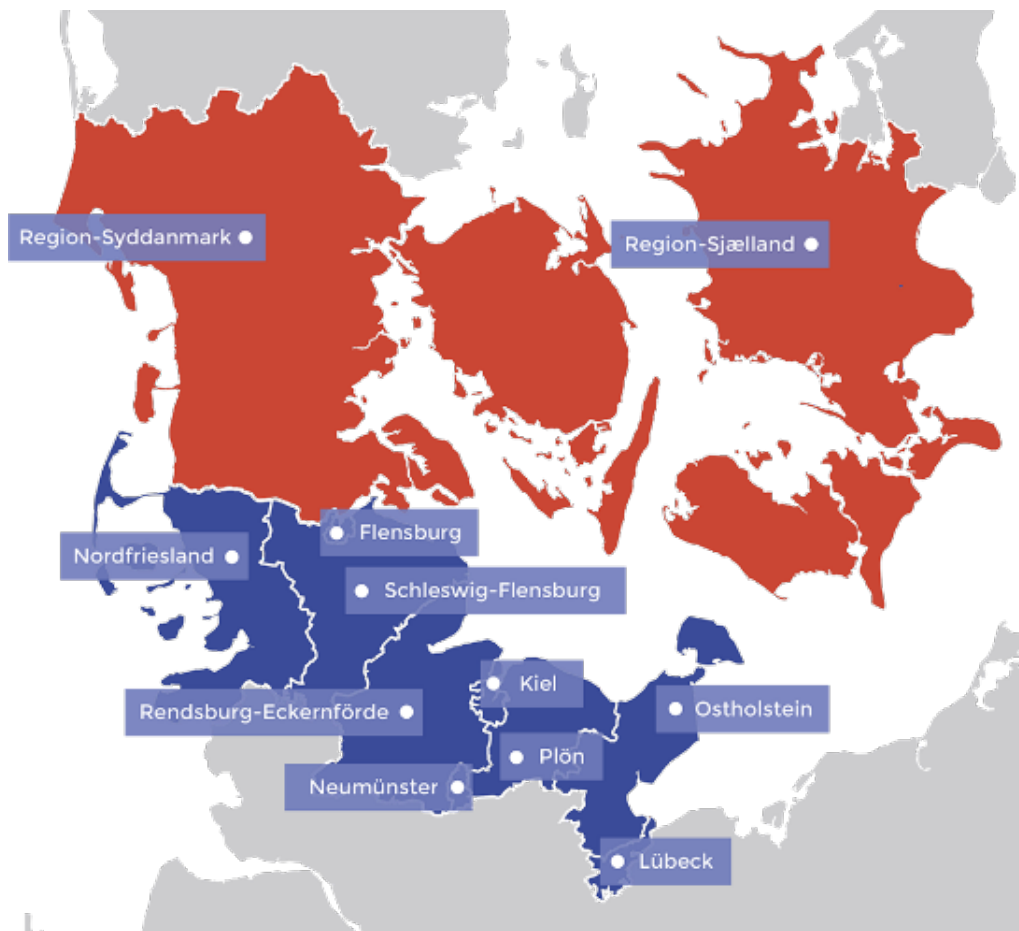 Region-Syddanmark
Region-Sjælland
Flensburg
Nordfriesland
Schleswig-Flensburg
Kiel
Rendsburg-Eckernförde
Ostholstein
Plön
Neumünster
Lübeck